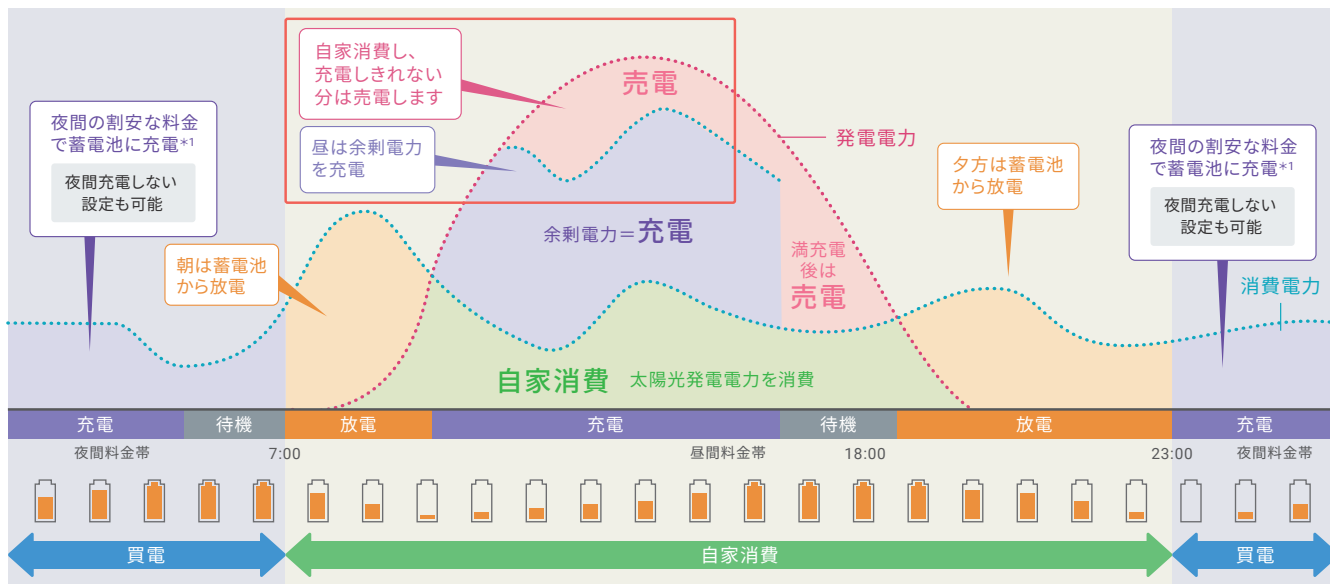 自家消費し、
充電しきれない
分は売電します
売電
夜間の割安な料金
で蓄電池に充電*1
夜間充電しない
設定も可能
昼は余剰電力
を充電
発電電力
夕方は蓄電池
から放電
夜間の割安な料金
で蓄電池に充電*1
夜間充電しない
設定も可能
余剰電力=充電
朝は蓄電池
から放電
満充電
後は
売電
消費電力
自家消費 太陽光発電電力を消費
充電 待機 放電 充電 待機 放電 充電
夜間料金帯 7:00 昼間料金帯 18:00 23:00 夜間料金帯
買電 自家消費 買電